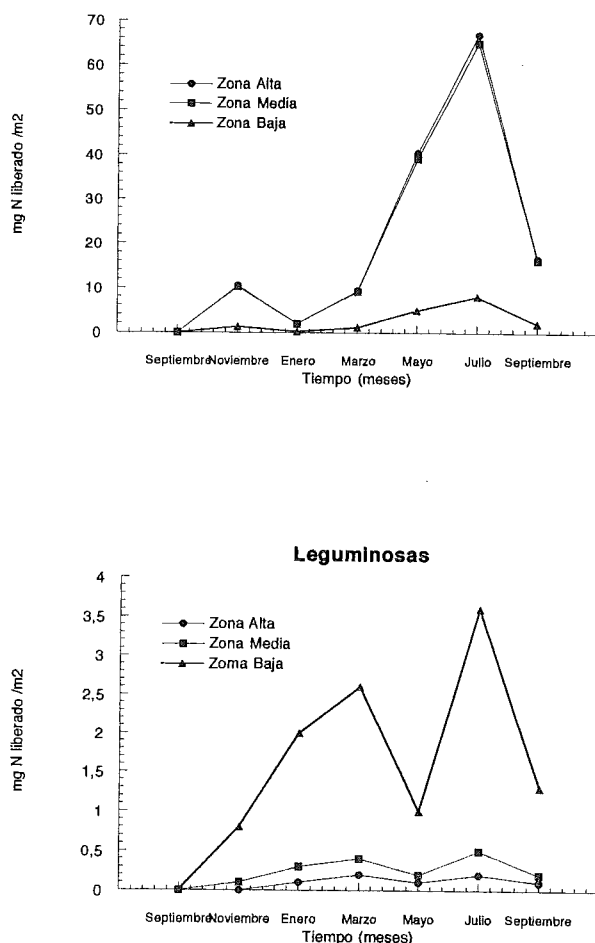 70
60
50
40
30
20
10
0
mg N liberado /m2
Zona Alta
Zona Media
Zona Baja
Septiembre Noviembre Enero Marzo Mayo Julio Septiembre
Tiempo (meses)
Leguminosas
4
3,5
3
2,5
2
1,5
1
0,5
0
mg N liberado /m2
Zona Alta
Zona Media
Zoma Baja
Septiembre Noviembre Enero Marzo Mayo Julio Septiembre
Tiempo (meses)